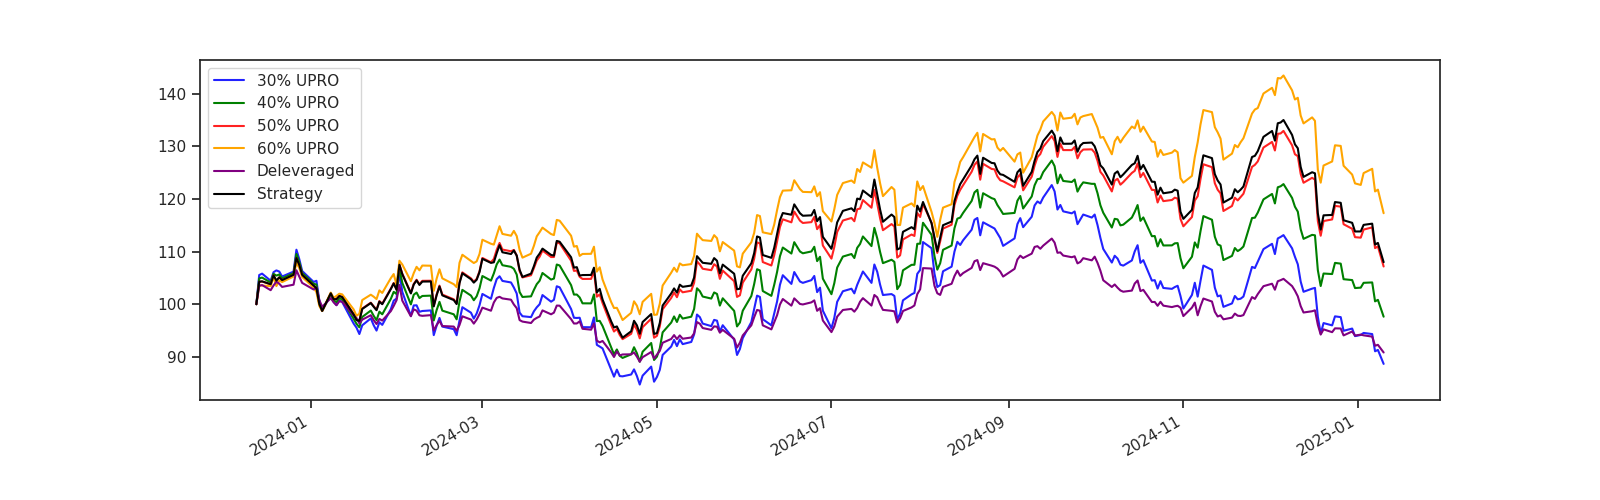 30% UPRO
40% UPRO
50% UPRO
60% UPRO
Deleveraged
Strategy
140
130
120
110
100
90
2024-01
2024-03
2024-05
2024-07
2024-09
2024-11
2025-01